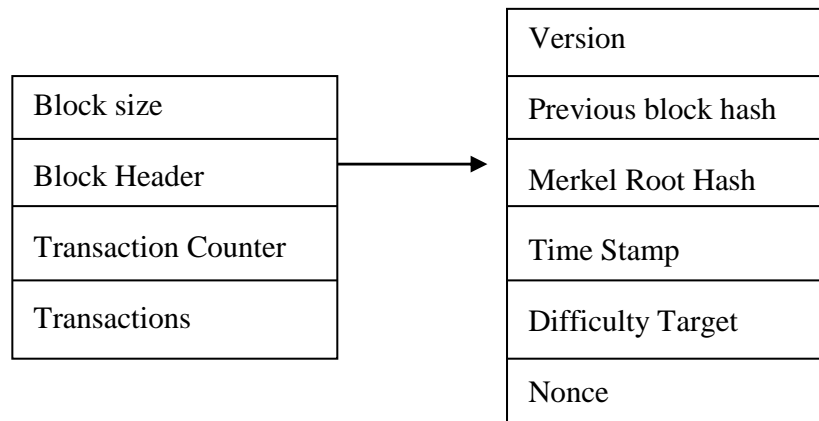 Block size
Block Header
Transaction Counter
Transactions
Version
Previous block hash
Merkel Root Hash
Time Stamp
Difficulty Target
Nonce